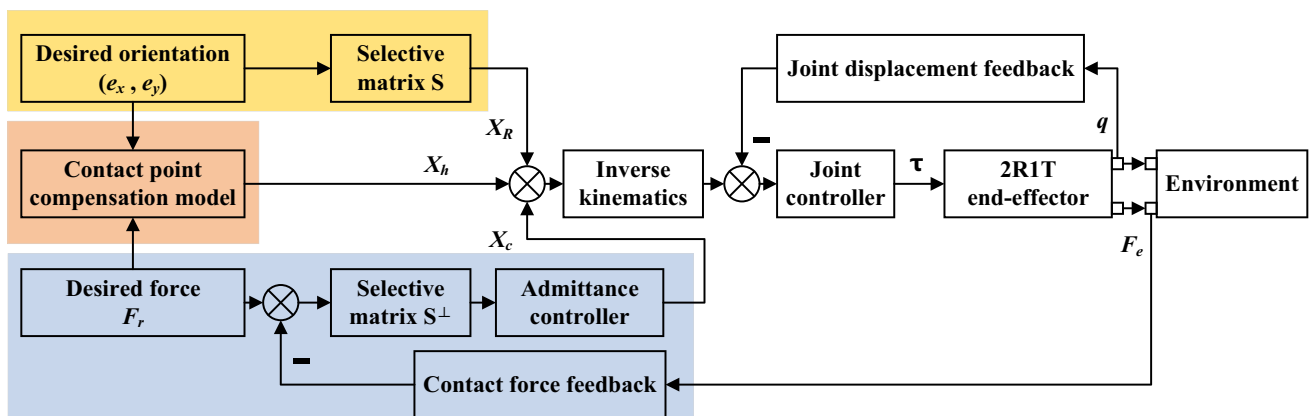 Desired orientation
(e_x , e_y)
Selective
matrix S
Joint displacement feedback
X_R
q
Contact point
compensation model
X_h
Inverse
kinematics
Joint
controller
τ
2R1T
end-effector
Environment
X_c
F_e
Desired force
F_r
Selective
matrix S⊥
Admittance
controller
Contact force feedback